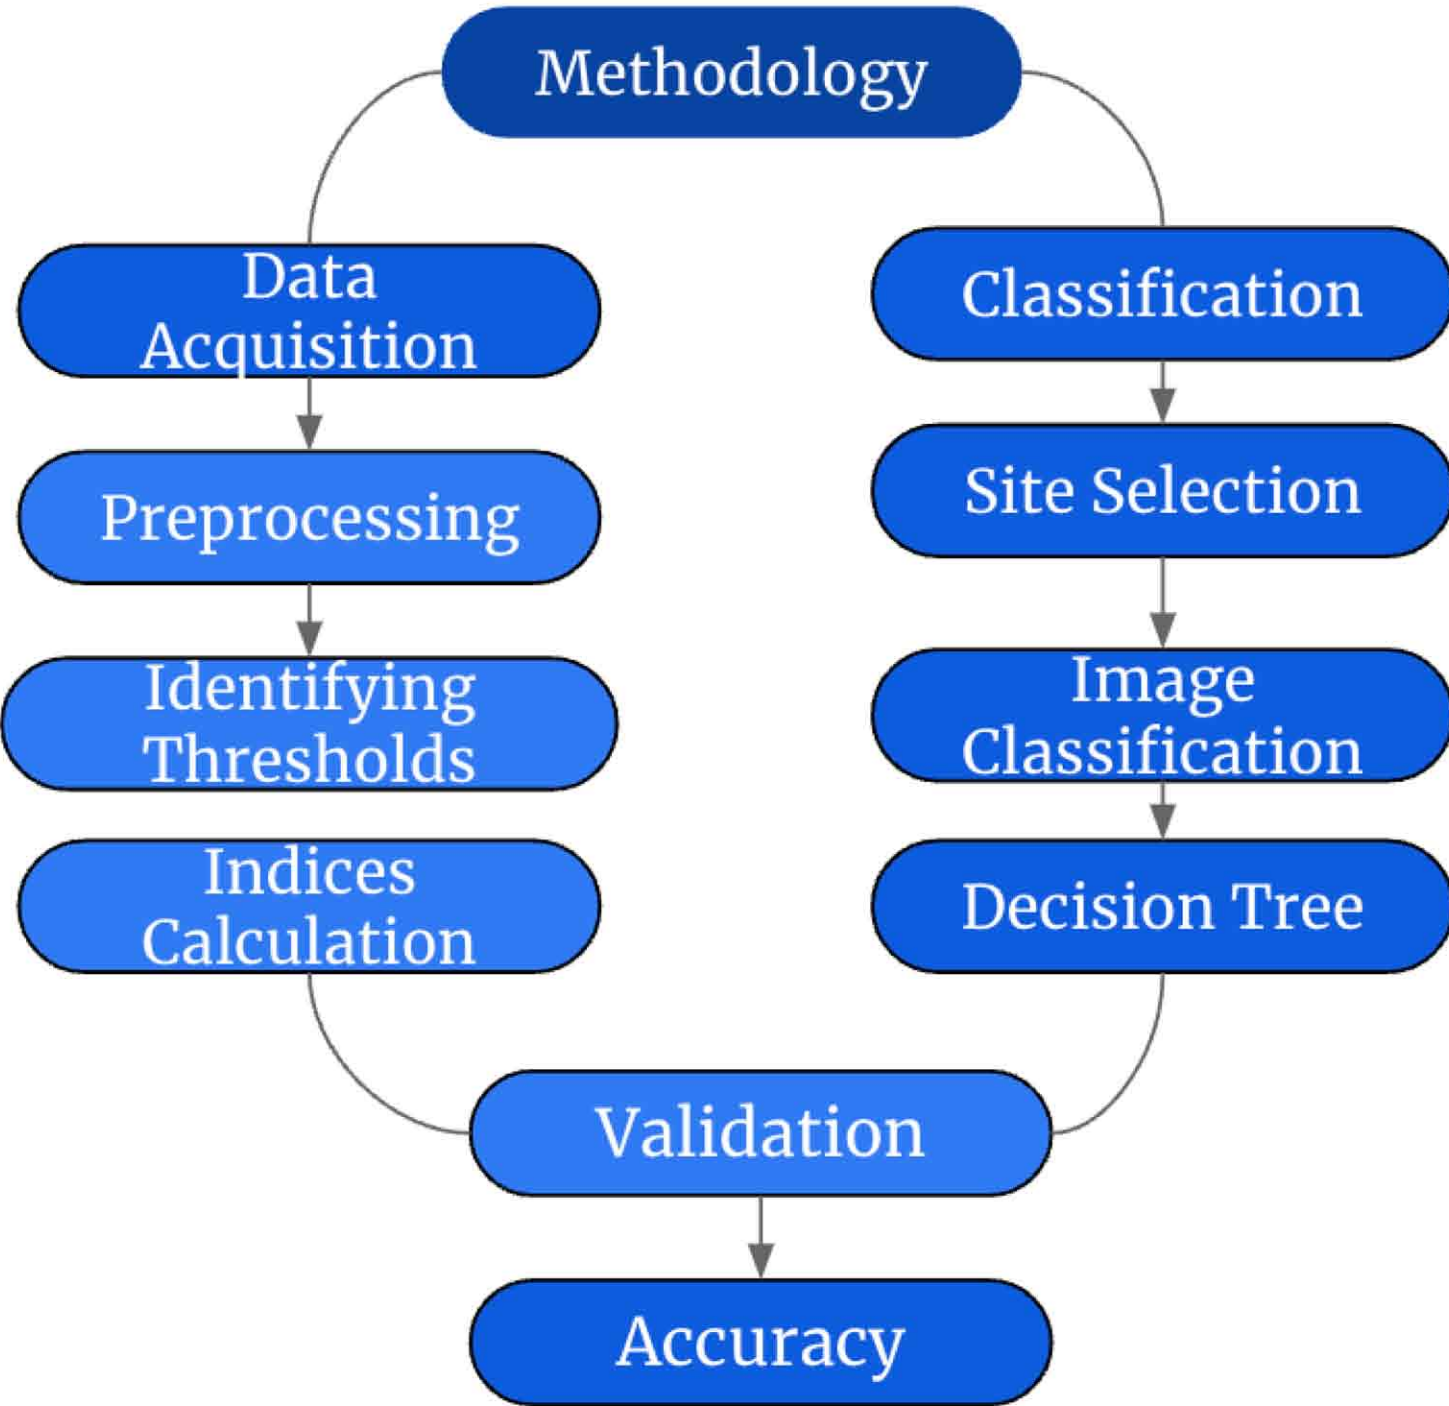 Methodology
Data
Acquisition
Preprocessing
Identifying
Thresholds
Indices
Calculation
Classification
Site Selection
Image
Classification
Decision Tree
Validation
Accuracy